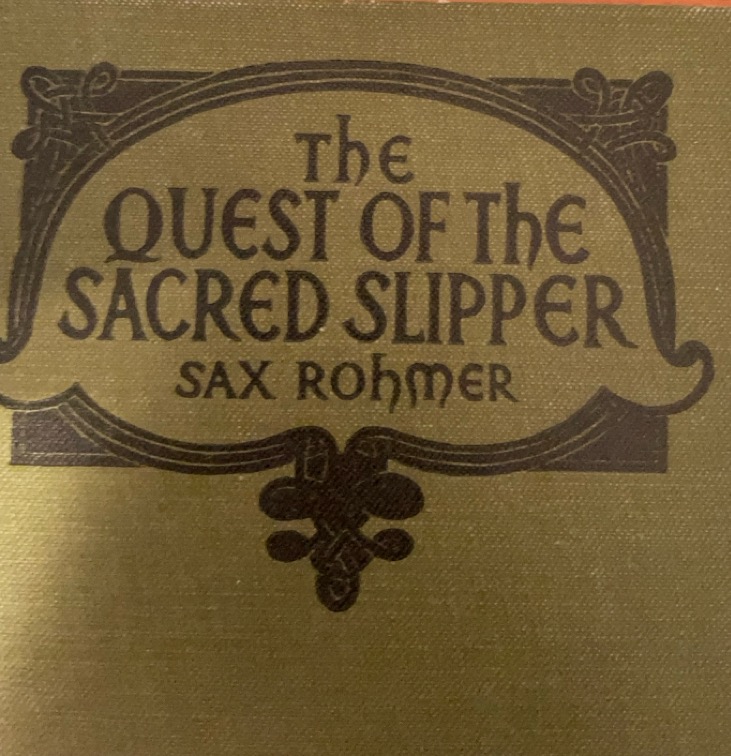 The
QUEST OF The
SACRED SLIPPER
SAX ROhMER